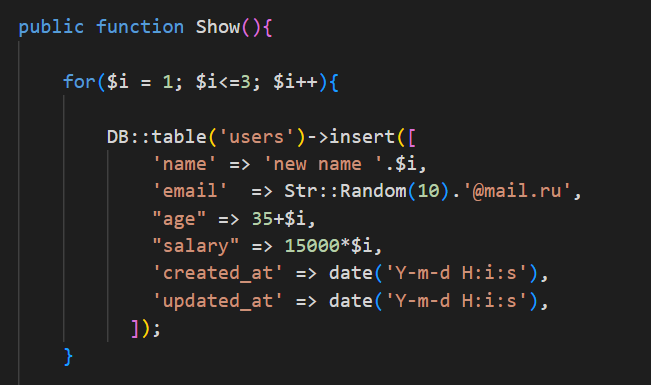 public function Show(){
for($i = 1; $i<=3; $i++){
DB::table('users')->insert([
'name' => 'new name '.$i,
'email'  => Str::Random(10).'@mail.ru',
"age" => 35+$i,
"salary" => 15000*$i,
'created_at' => date('Y-m-d H:i:s'),
'updated_at' => date('Y-m-d H:i:s'),
]);
}